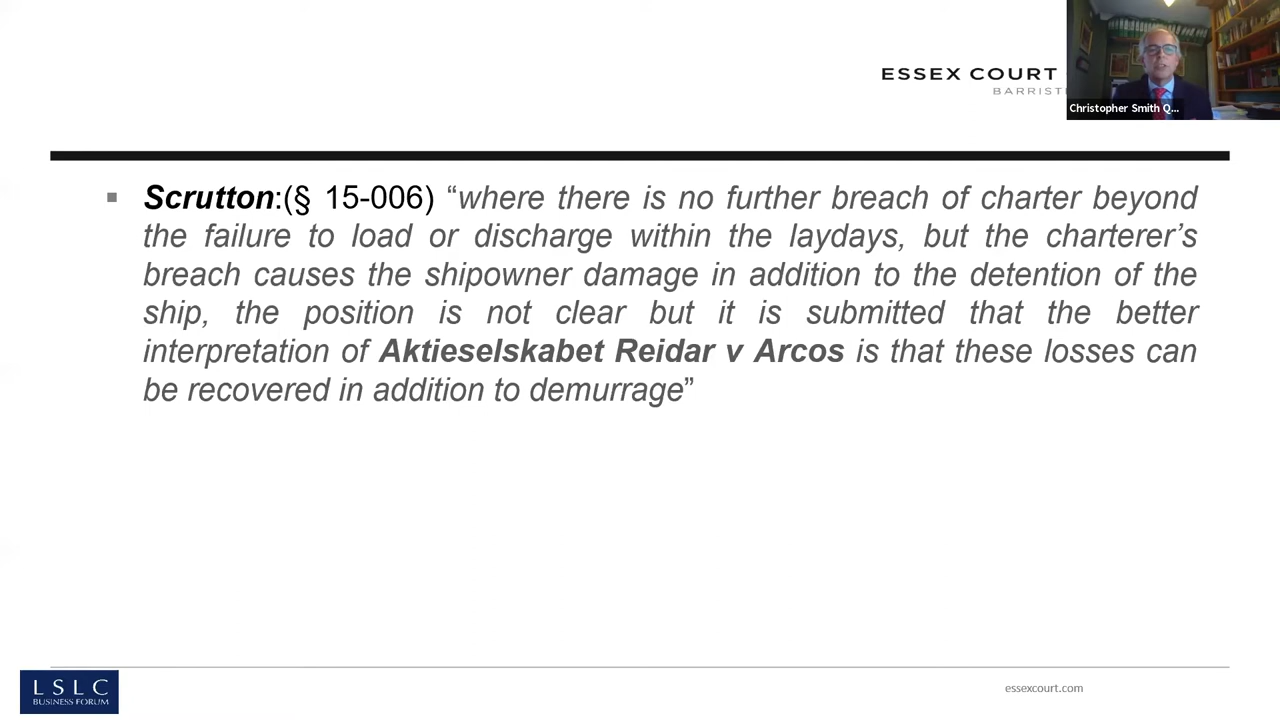 ESSEX COURT
BARRIST
Christopher Smith Q...
▪ Scrutton:(§ 15-006) “where there is no further breach of charter beyond
the failure to load or discharge within the laydays, but the charterer’s
breach causes the shipowner damage in addition to the detention of the
ship, the position is not clear but it is submitted that the better
interpretation of Aktieselskabet Reidar v Arcos is that these losses can
be recovered in addition to demurrage”
LSLC
BUSINESS FORUM
essexcourt.com